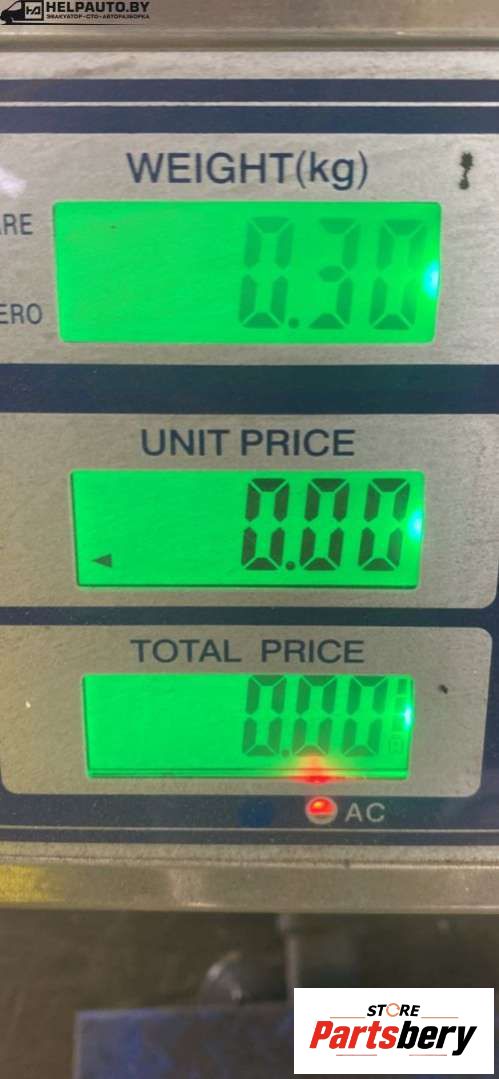 HELPAUTO.BY
ЭВАКУАТОР-СТО-АВТОРАЗБОРКА
WEIGHT(kg)
ARE
0.30
ERO
UNIT PRICE
0.00
TOTAL PRICE
0.00
AC
STORE
Partsbery